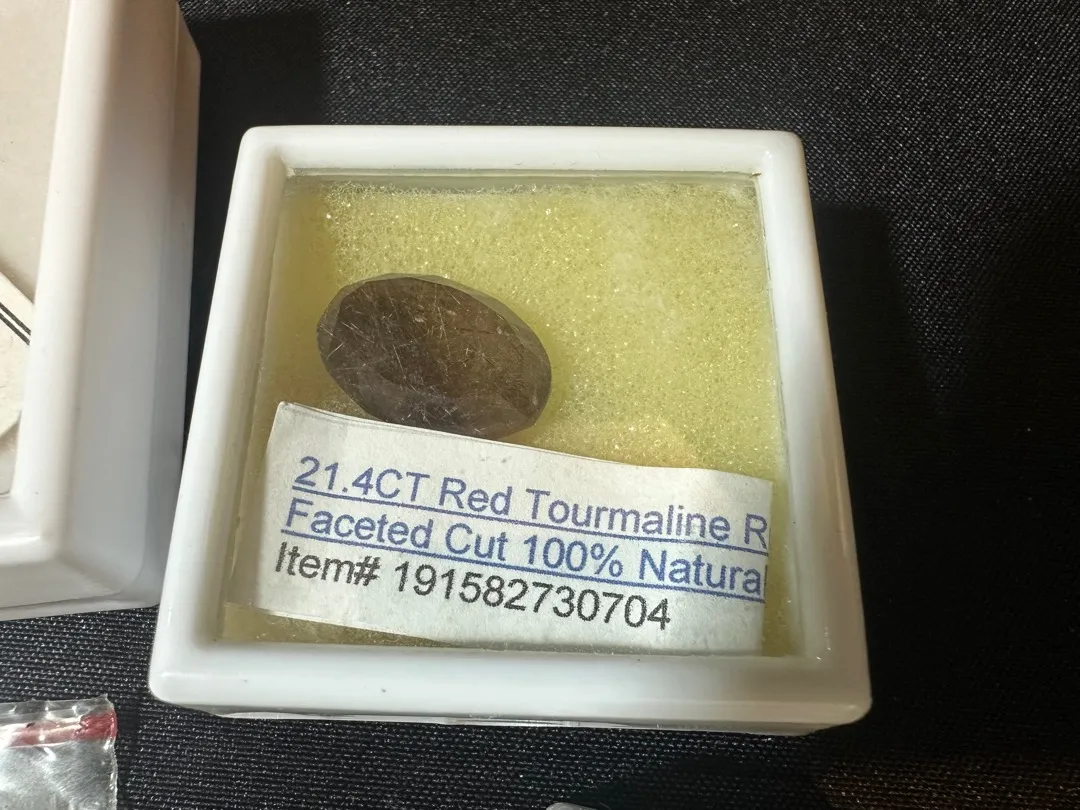 21.4CT Red Tourmaline R
Faceted Cut 100% Natural
Item# 191582730704